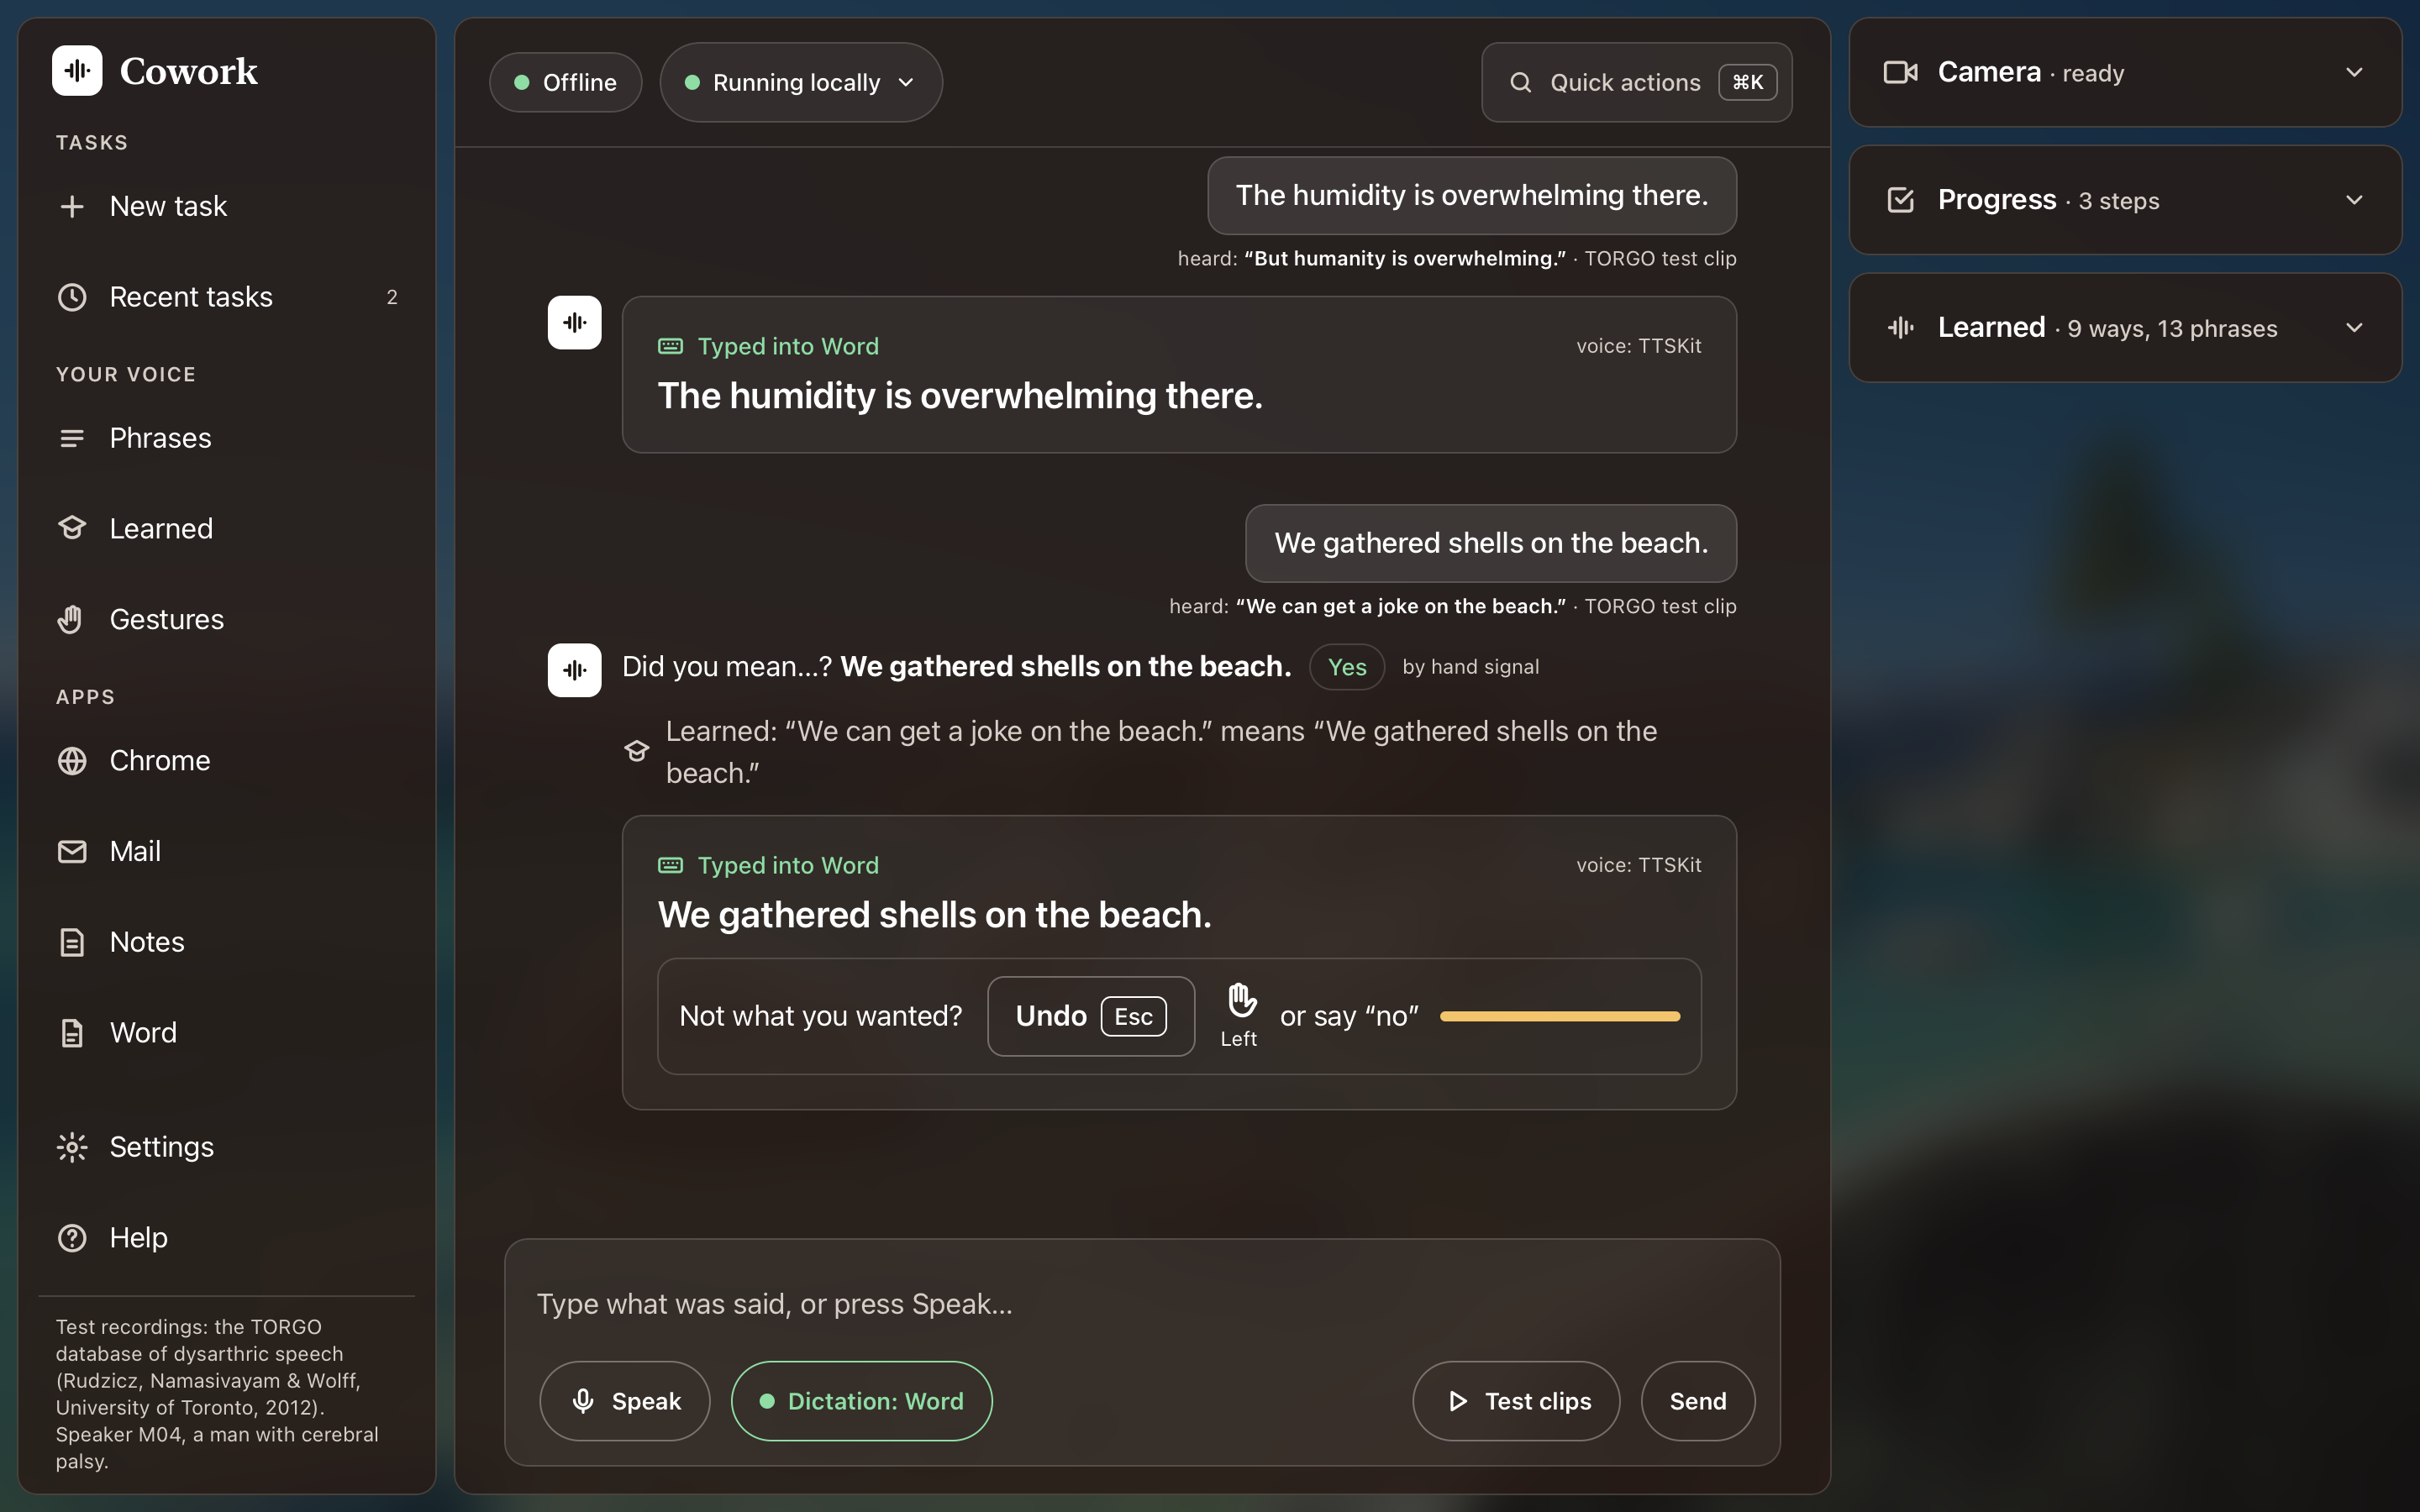 Cowork
TASKS
New task
Recent tasks 2
YOUR VOICE
Phrases
Learned
Gestures
APPS
Chrome
Mail
Notes
Word
Settings
Help
Test recordings: the TORGO
database of dysarthric speech
(Rudzicz, Namasivayam & Wolff,
University of Toronto, 2012).
Speaker M04, a man with cerebral
palsy.
Offline
Running locally
Quick actions ⌘K
The humidity is overwhelming there.
heard: “But humanity is overwhelming.” · TORGO test clip
Typed into Word voice: TTSKit
The humidity is overwhelming there.
We gathered shells on the beach.
heard: “We can get a joke on the beach.” · TORGO test clip
Did you mean…? We gathered shells on the beach. Yes by hand signal
Learned: “We can get a joke on the beach.” means “We gathered shells on the
beach.”
Typed into Word voice: TTSKit
We gathered shells on the beach.
Not what you wanted? Undo Esc Left or say “no”
Type what was said, or press Speak…
Speak
Dictation: Word
Test clips
Send
Camera · ready
Progress · 3 steps
Learned · 9 ways, 13 phrases